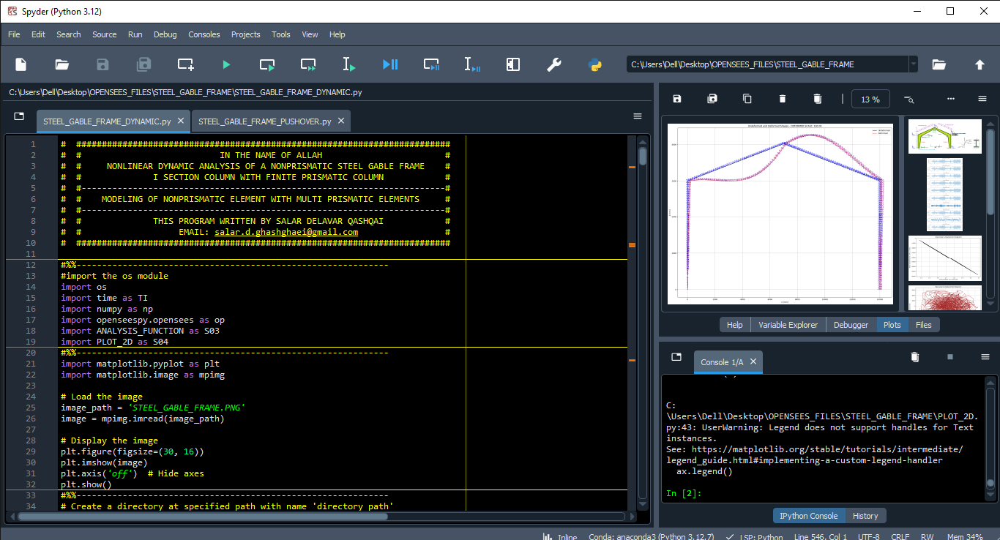 Spyder (Python 3.12)
File Edit Search Source Run Debug Consoles Projects Tools View Help
C:\Users\Dell\Desktop\OPENSEES_FILES\STEEL_GABLE_FRAME
C:\Users\Dell\Desktop\OPENSEES_FILES\STEEL_GABLE_FRAME\STEEL_GABLE_FRAME_DYNAMIC.py
STEEL_GABLE_FRAME_DYNAMIC.py STEEL_GABLE_FRAME_PUSHOVER.py
1 # #########################################################################
2 # # IN THE NAME OF ALLAH #
3 # # NONLINEAR DYNAMIC ANALYSIS OF A NONPRISMATIC STEEL GABLE FRAME #
4 # # I SECTION COLUMN WITH FINITE PRISMATIC COLUMN #
5 # #-----------------------------------------------------------------------#
6 # # MODELING OF NONPRISMATIC ELEMENT WITH MULTI PRISMATIC ELEMENTS #
7 # #-----------------------------------------------------------------------#
8 # # THIS PROGRAM WRITTEN BY SALAR DELAVAR QASHQAI #
9 # # EMAIL: salar.d.ghashghaei@gmail.com #
10 # #########################################################################
11
12 #%%-------------------------------------------------------------
13 #import the os module
14 import os
15 import time as TI
16 import numpy as np
17 import openseespy.opensees as op
18 import ANALYSIS_FUNCTION as S03
19 import PLOT_2D as S04
20 #%%-------------------------------------------------------------
21 import matplotlib.pyplot as plt
22 import matplotlib.image as mpimg
23
24 # Load the image
25 image_path = 'STEEL_GABLE_FRAME.PNG'
26 image = mpimg.imread(image_path)
27
28 # Display the image
29 plt.figure(figsize=(30, 16))
30 plt.imshow(image)
31 plt.axis('off') # Hide axes
32 plt.show()
33 #%%-------------------------------------------------------------
34 # Create a directory at specified path with name 'directory path'
13 %
Undeformed and Deformed Shapes - DEFORMED SCALE: 100.00
Help Variable Explorer Debugger Plots Files
Console 1/A
C:
\Users\Dell\Desktop\OPENSEES_FILES\STEEL_GABLE_FRAME\PLOT_2D.
py:43: UserWarning: Legend does not support handles for Text
instances.
See: https://matplotlib.org/stable/tutorials/intermediate/
legend_guide.html#implementing-a-custom-legend-handler
ax.legend()
In [2]:
IPython Console History
Inline Conda: anaconda3 (Python 3.12.7) LSP: Python Line 546, Col 1 UTF-8 CRLF RW Mem 34%